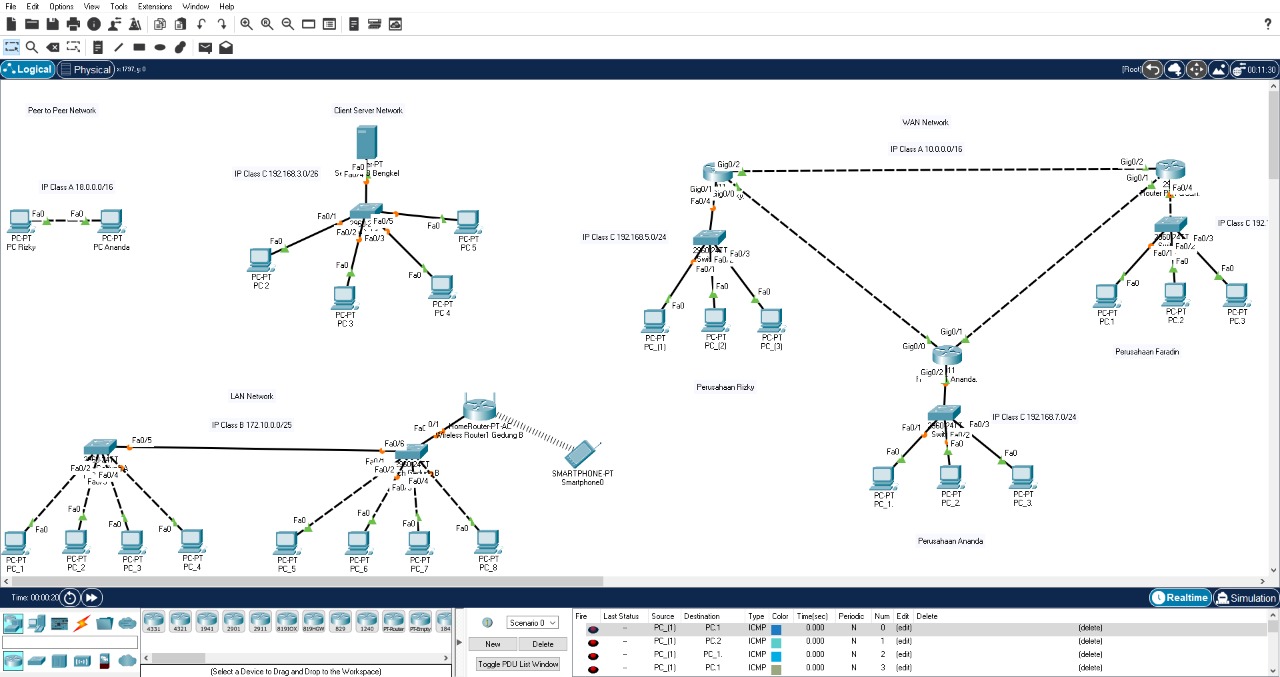 File Edit Options View Tools Extensions Window Help
?
Logical Physical x: 1797, y: 0 [Root] 00:11:30
Peer to Peer Network
IP Class A 18.0.0.0/16
Fa0 Fa0
PC-PT PC-PT
PC Rizky PC Ananda
Client Server Network
IP Class C 192.168.3.0/26
Fa0
Bengkel
Fa0/1 Fa0/5
Fa0/2 Fa0/3
Fa0
PC-PT
PC 2
Fa0
PC-PT
PC 3
Fa0
PC-PT
PC 4
Fa0
PC-PT
PC 5
WAN Network
IP Class A 10.0.0.0/16
Gig0/2 Gig0/2
Gig0/1 Gig0/1
Fa0/4 Fa0/4
IP Class C 192.168.5.0/24
Fa0/1 Fa0/3
Fa0 Fa0 Fa0
PC-PT PC-PT PC-PT
PC_(1) PC_(2) PC_(3)
Perusahaan Rizky
IP Class C 192.
Fa0/1 Fa0/3
Fa0 Fa0 Fa0
PC-PT PC-PT PC-PT
PC.1 PC.2 PC.3
Perusahaan Faradin
Gig0/0 Gig0/1
Gig0/2
Ananda.
IP Class C 192.168.7.0/24
Fa0/1 Fa0/2 Fa0/3
Fa0 Fa0 Fa0
PC-PT PC-PT PC-PT
PC_1. PC_2. PC_3.
Perusahaan Ananda
LAN Network
IP Class B 172.10.0.0/25
Fa0/5 Fa0/6
Fa0/2 Fa0/4
Fa0 Fa0 Fa0 Fa0
PC-PT PC-PT PC-PT PC-PT
PC_1 PC_2 PC_3 PC_4
HomeRouter-PT-AC
Wireless Router1 Gedung B
SMARTPHONE-PT
Smartphone0
Fa0/4
Fa0 Fa0 Fa0 Fa0
PC-PT PC-PT PC-PT PC-PT
PC_5 PC_6 PC_7 PC_8
Time: 00:00:20 Realtime Simulation
4331 4321 1941 2901 2911 819IOX 819HGW 829 1240 PT-Router PT-Empty 184
(Select a Device to Drag and Drop to the Workspace)
Scenario 0
New Delete
Toggle PDU List Window
Fire Last Status Source Destination Type Color Time(sec) Periodic Num Edit Delete
-- PC_(1) PC.1 ICMP 0.000 N 0 (edit) (delete)
-- PC_(1) PC.2 ICMP 0.000 N 1 (edit) (delete)
-- PC_(1) PC_1. ICMP 0.000 N 2 (edit) (delete)
-- PC_(1) PC.1 ICMP 0.000 N 3 (edit) (delete)